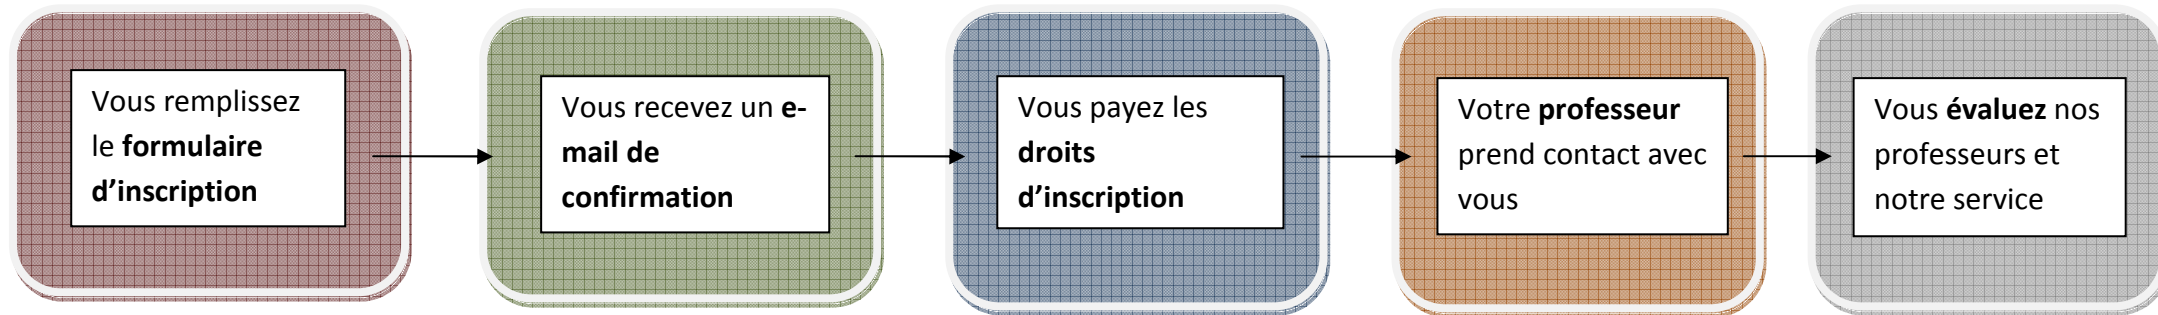 Vous remplissez
le formulaire
d’inscription
Vous recevez un e-
mail de
confirmation
Vous payez les
droits
d’inscription
Votre professeur
prend contact avec
vous
Vous évaluez nos
professeurs et
notre service